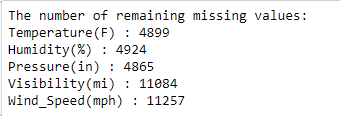 The number of remaining missing values:
Temperature(F) : 4899
Humidity(%) : 4924
Pressure(in) : 4865
Visibility(mi) : 11084
Wind_Speed(mph) : 11257